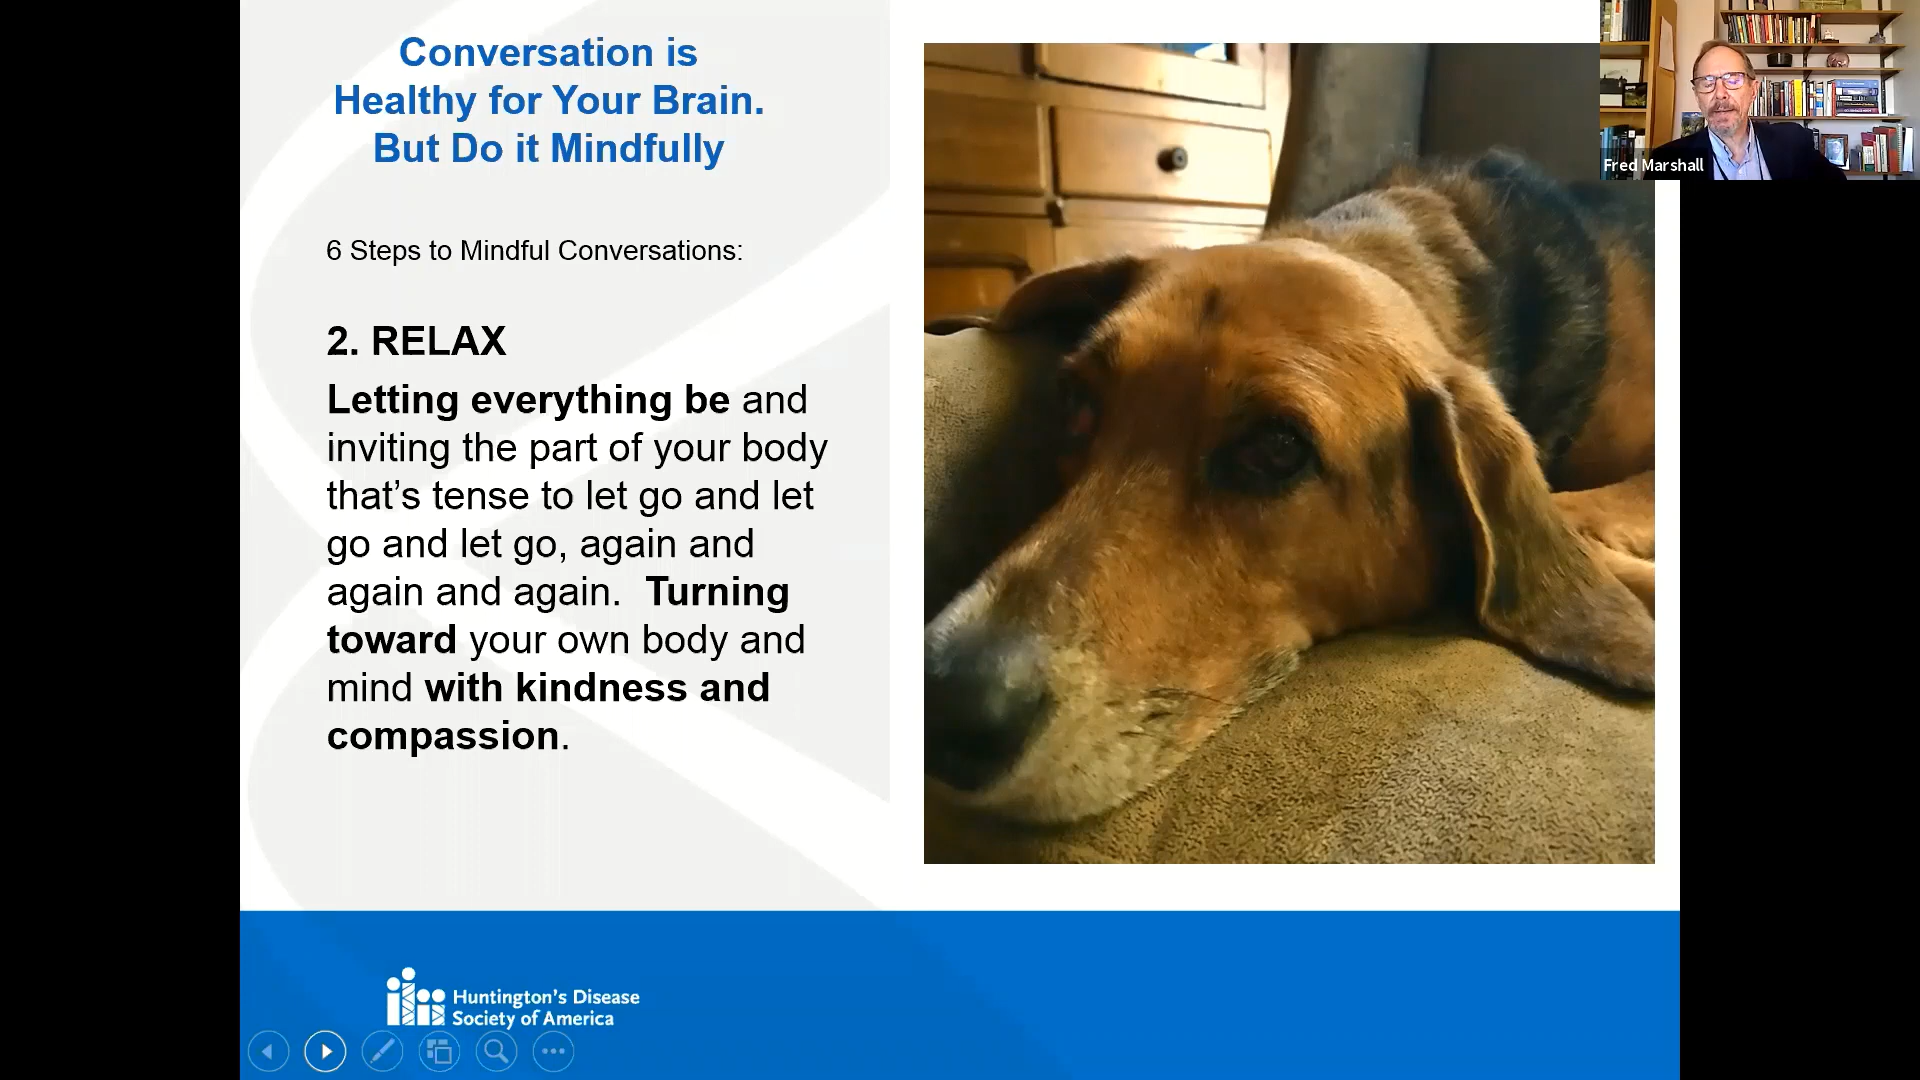 Conversation is
Healthy for Your Brain.
But Do it Mindfully
6 Steps to Mindful Conversations:
2. RELAX
Letting everything be and
inviting the part of your body
that’s tense to let go and let
go and let go, again and
again and again.  Turning
toward your own body and
mind with kindness and
compassion.
Fred Marshall
Huntington’s Disease
Society of America